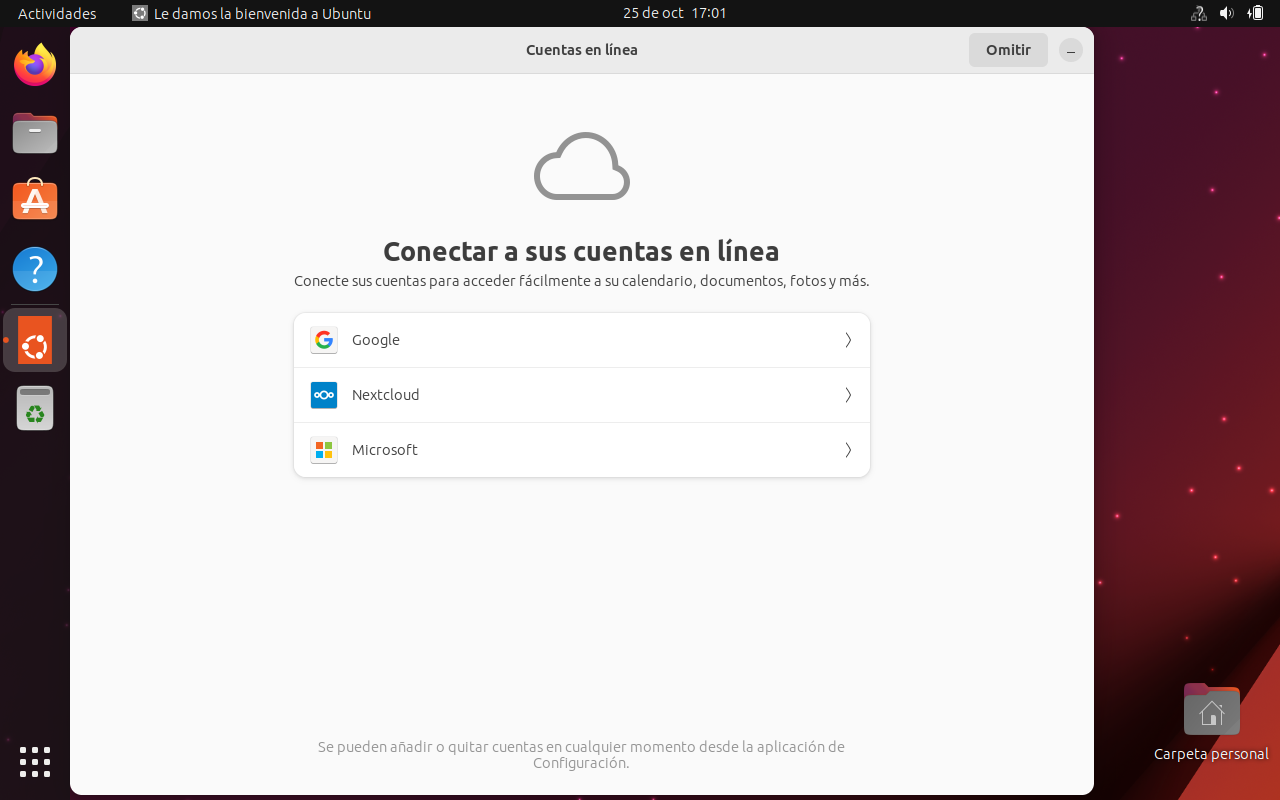 Actividades
Le damos la bienvenida a Ubuntu
25 de oct 17:01
Cuentas en línea
Omitir
Conectar a sus cuentas en línea
Conecte sus cuentas para acceder fácilmente a su calendario, documentos, fotos y más.
Google
Nextcloud
Microsoft
Se pueden añadir o quitar cuentas en cualquier momento desde la aplicación de
Configuración.
Carpeta personal